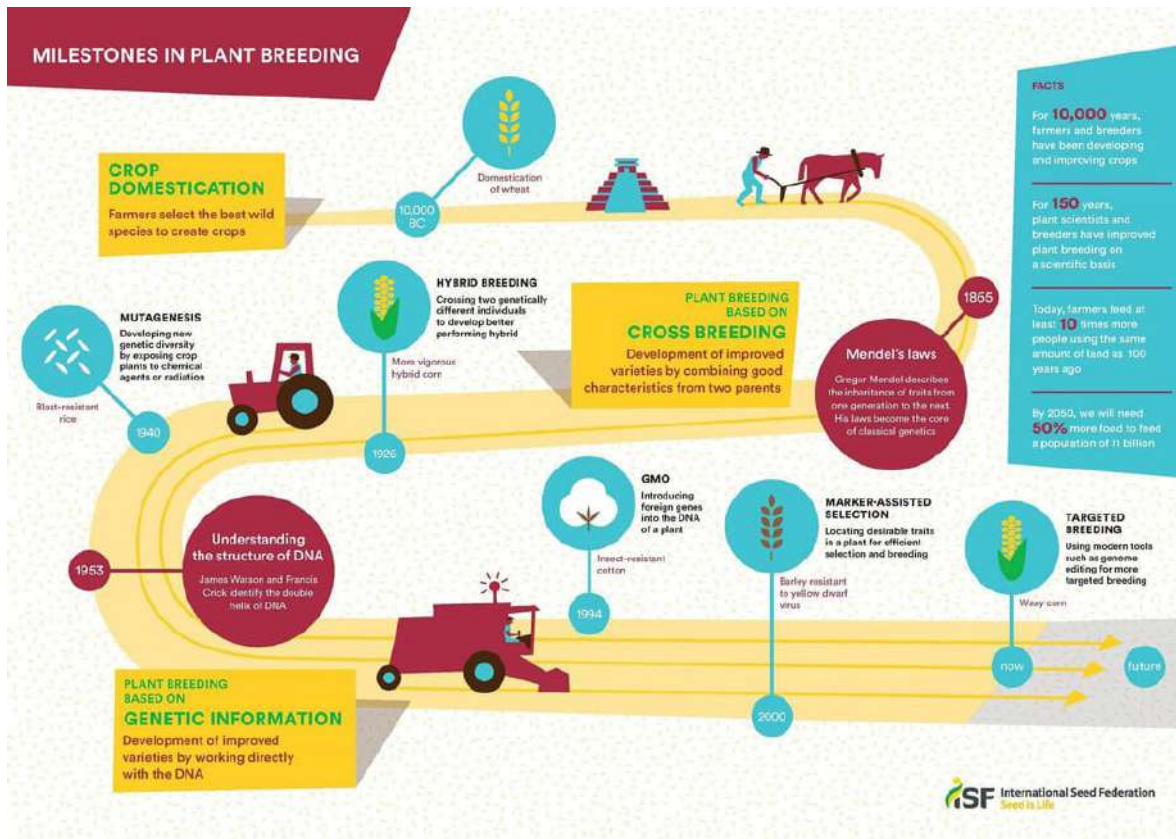 MILESTONES IN PLANT BREEDING
CROP
DOMESTICATION
Farmers select the best wild
species to create crops
10,000
BC
Domestication
of wheat
1865
Mendel's laws
Gregor Mendel describes
the inheritance of traits from
one generation to the next.
His laws become the core
of classical genetics
PLANT BREEDING
BASED ON
CROSS BREEDING
Development of improved
varieties by combining good
characteristics from two parents
HYBRID BREEDING
Crossing two genetically
different individuals
to develop better
performing hybrid
More vigorous
hybrid corn
1926
MUTAGENESIS
Developing new
genetic diversity
by exposing crop
plants to chemical
agents or radiation
Blast-resistant
rice
1940
1953
Understanding
the structure of DNA
James Watson and Francis
Crick identify the double
helix of DNA
PLANT BREEDING
BASED ON
GENETIC INFORMATION
Development of improved
varieties by working directly
with the DNA
GMO
Introducing
foreign genes
into the DNA
of a plant
Insect-resistant
cotton
1994
MARKER-ASSISTED
SELECTION
Locating desirable traits
in a plant for efficient
selection and breeding
Barley resistant
to yellow dwarf
virus
2000
TARGETED
BREEDING
Using modern tools
such as genome
editing for more
targeted breeding
Waxy corn
now
future
FACTS
For 10,000 years,
farmers and breeders
have been developing
and improving crops
For 150 years,
plant scientists and
breeders have improved
plant breeding on
a scientific basis
Today, farmers feed at
least 10 times more
people using the same
amount of land as 100
years ago
By 2050, we will need
50% more food to feed
a population of 11 billion
iSF International Seed Federation
Seed is Life